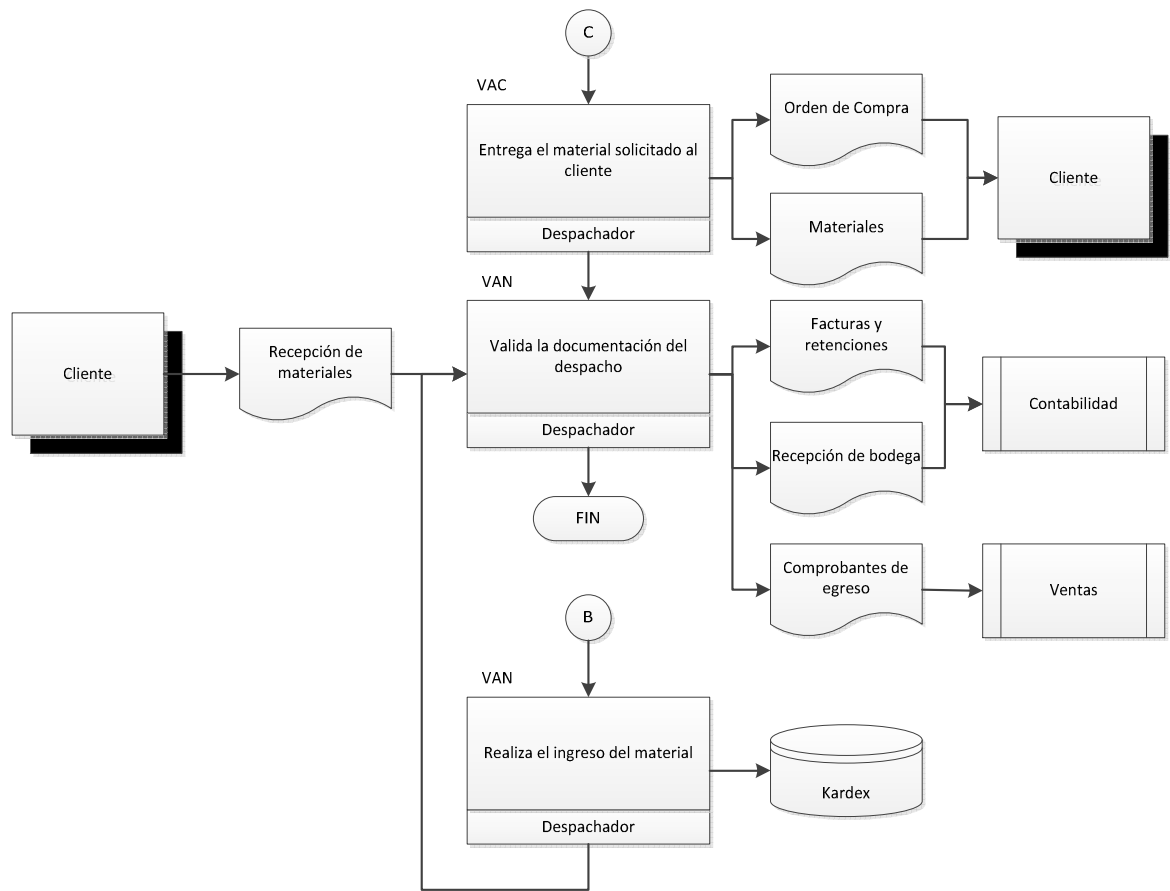 C
VAC
Entrega el material solicitado al
cliente
Despachador
Orden de Compra
Materiales
Cliente
VAN
Cliente
Recepción de
materiales
Valida la documentación del
despacho
Despachador
Facturas y
retenciones
Recepción de bodega
Contabilidad
FIN
Comprobantes de
egreso
Ventas
B
VAN
Realiza el ingreso del material
Despachador
Kardex